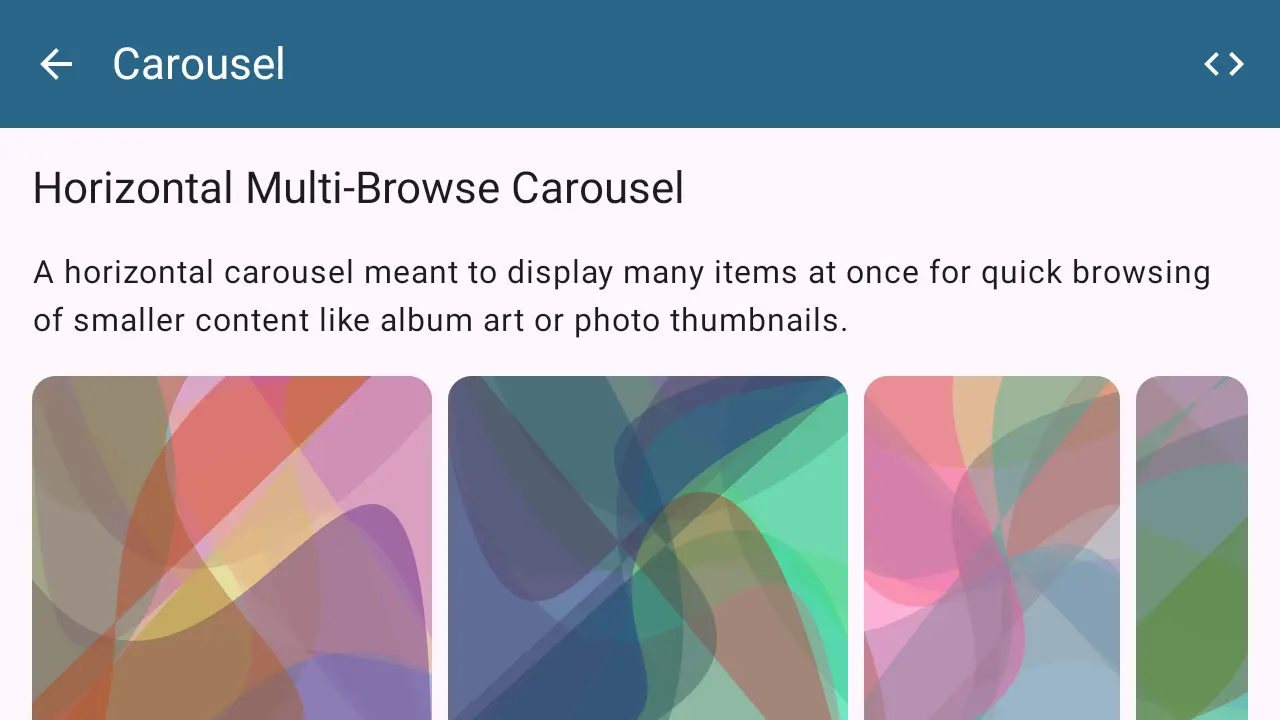 Carousel
Horizontal Multi-Browse Carousel
A horizontal carousel meant to display many items at once for quick browsing
of smaller content like album art or photo thumbnails.